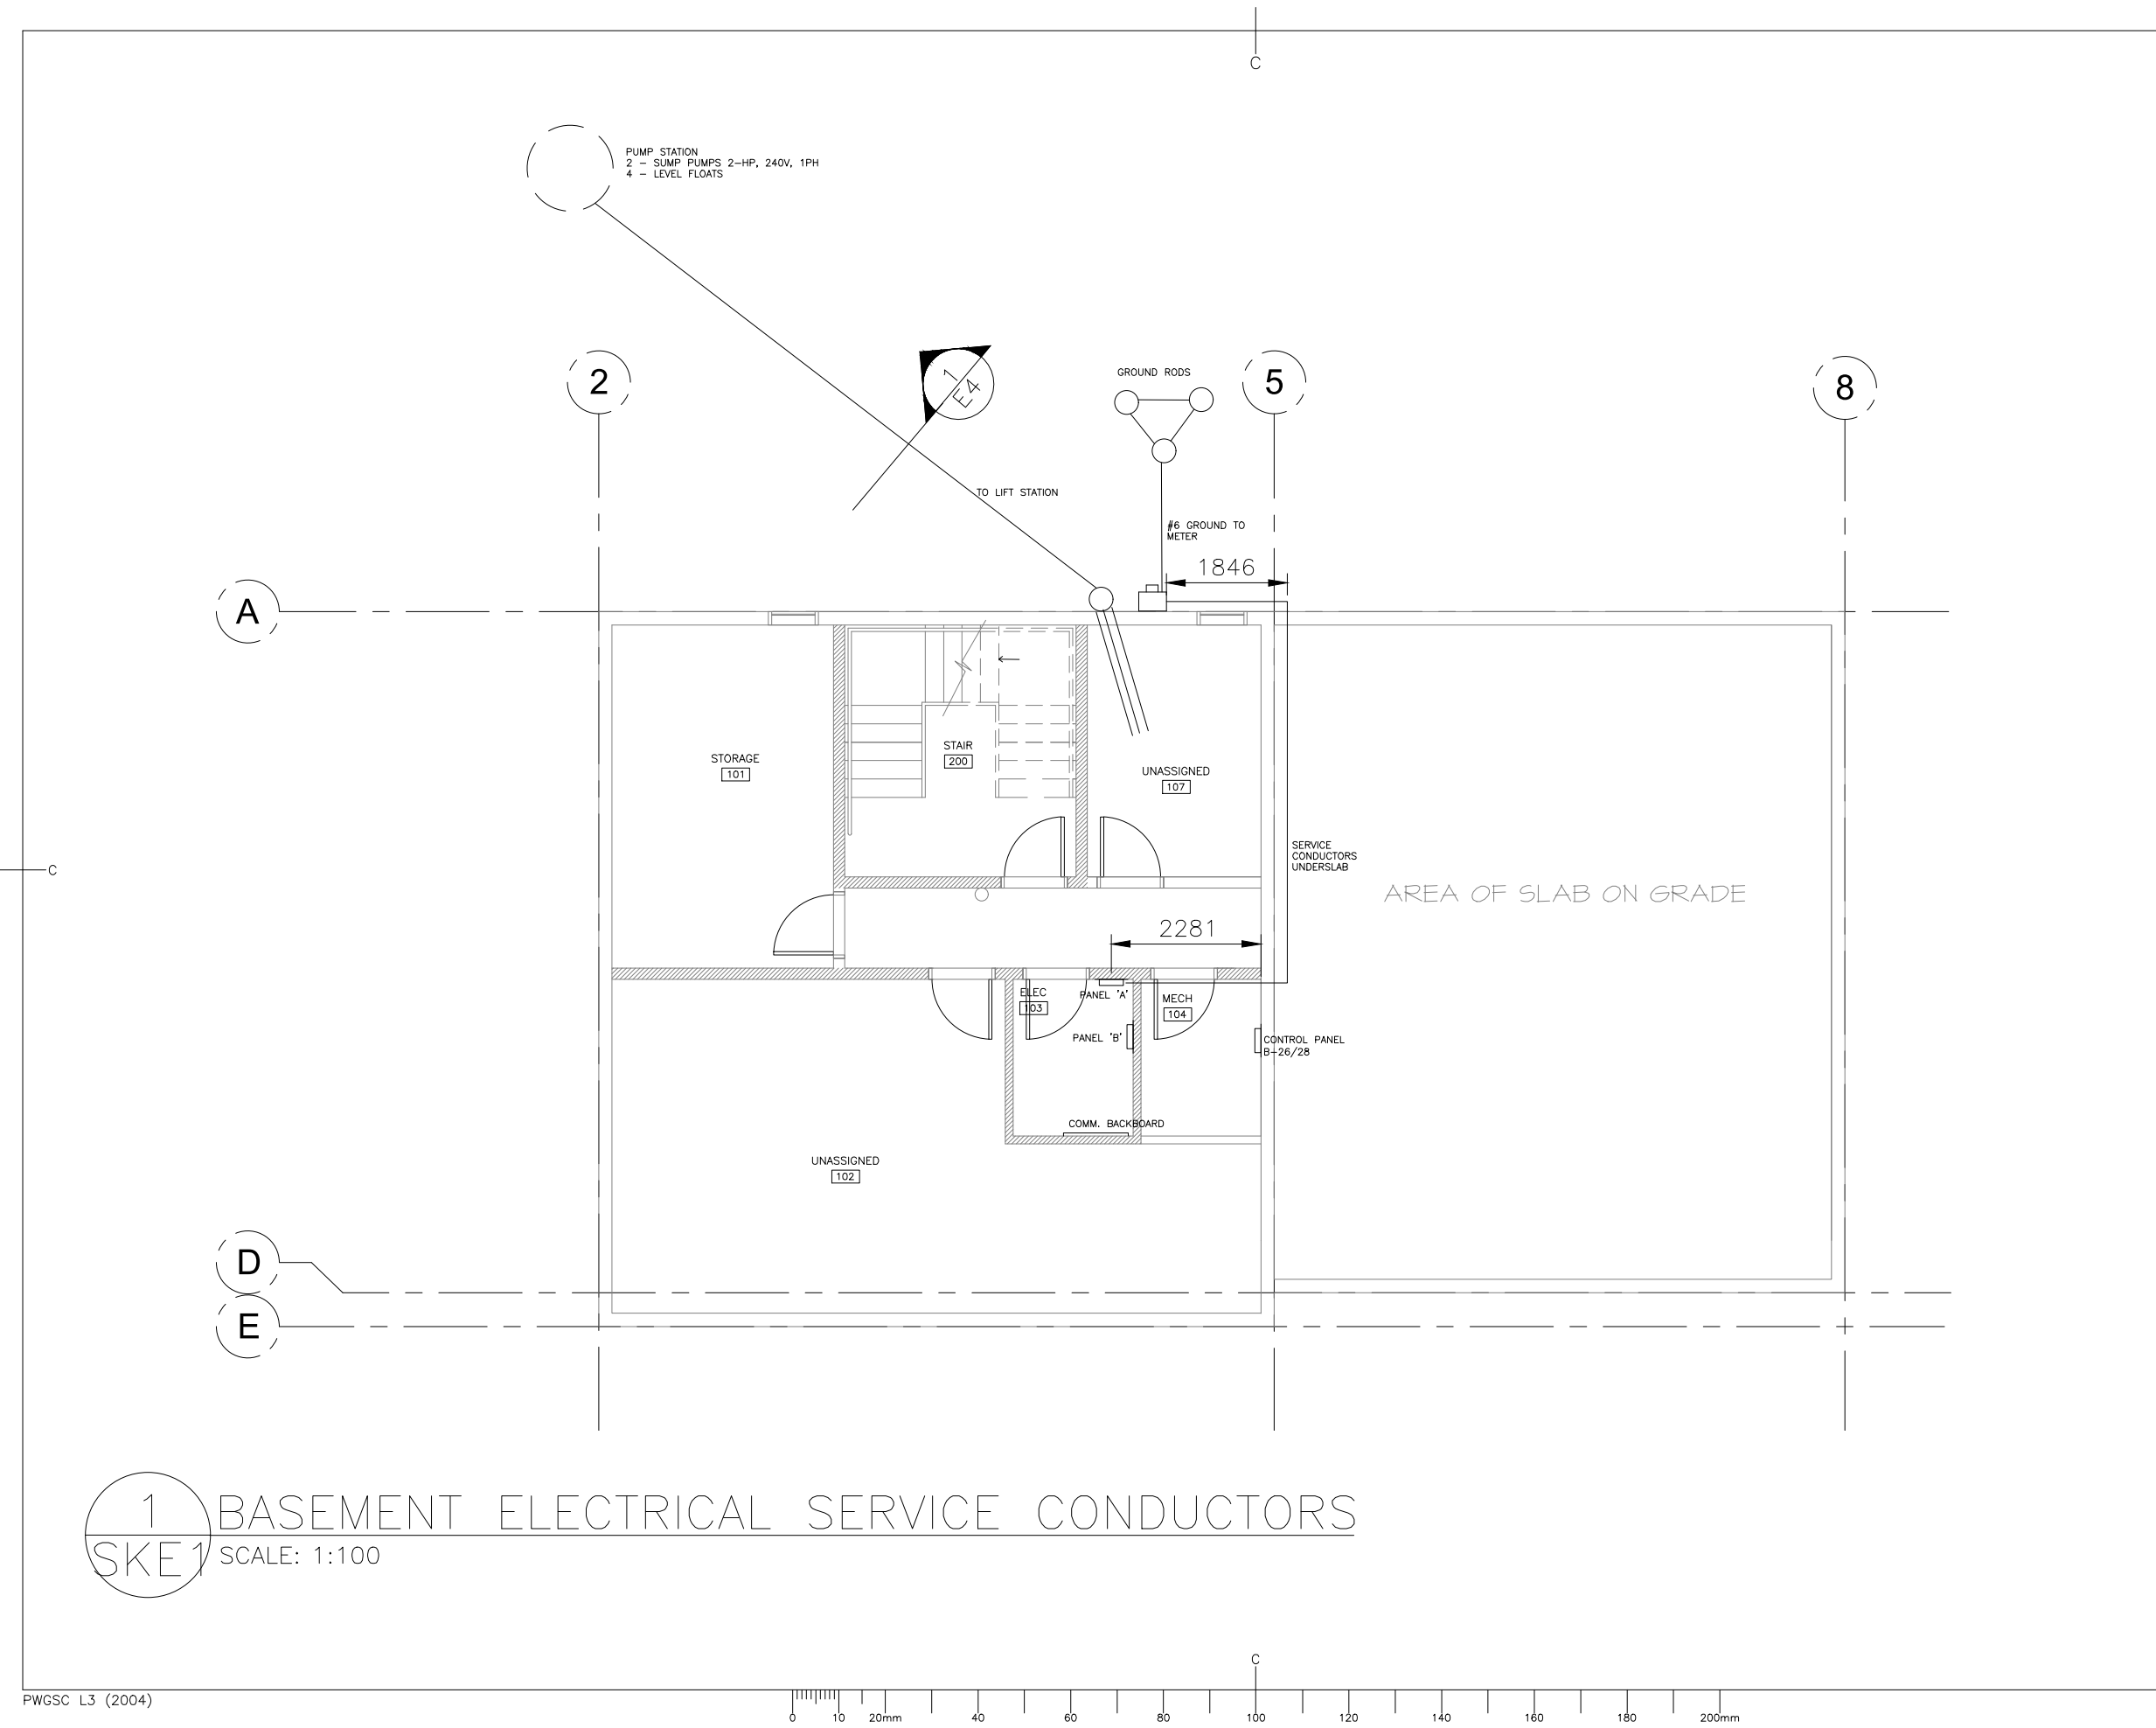 C
PUMP STATION
2 - SUMP PUMPS 2-HP, 240V, 1PH
4 - LEVEL FLOATS
2
1
E4
GROUND RODS
5
8
TO LIFT STATION
#6 GROUND TO
METER
1846
A
STORAGE
101
STAIR
200
UNASSIGNED
107
SERVICE
CONDUCTORS
UNDERSLAB
C
AREA OF SLAB ON GRADE
2281
ELEC
103
PANEL 'A'
MECH
104
PANEL 'B'
CONTROL PANEL
B-26/28
COMM. BACKBOARD
UNASSIGNED
102
D
E
1
SKE1
BASEMENT ELECTRICAL SERVICE CONDUCTORS
SCALE: 1:100
C
PWGSC L3 (2004)
0 10 20mm 40 60 80 100 120 140 160 180 200mm